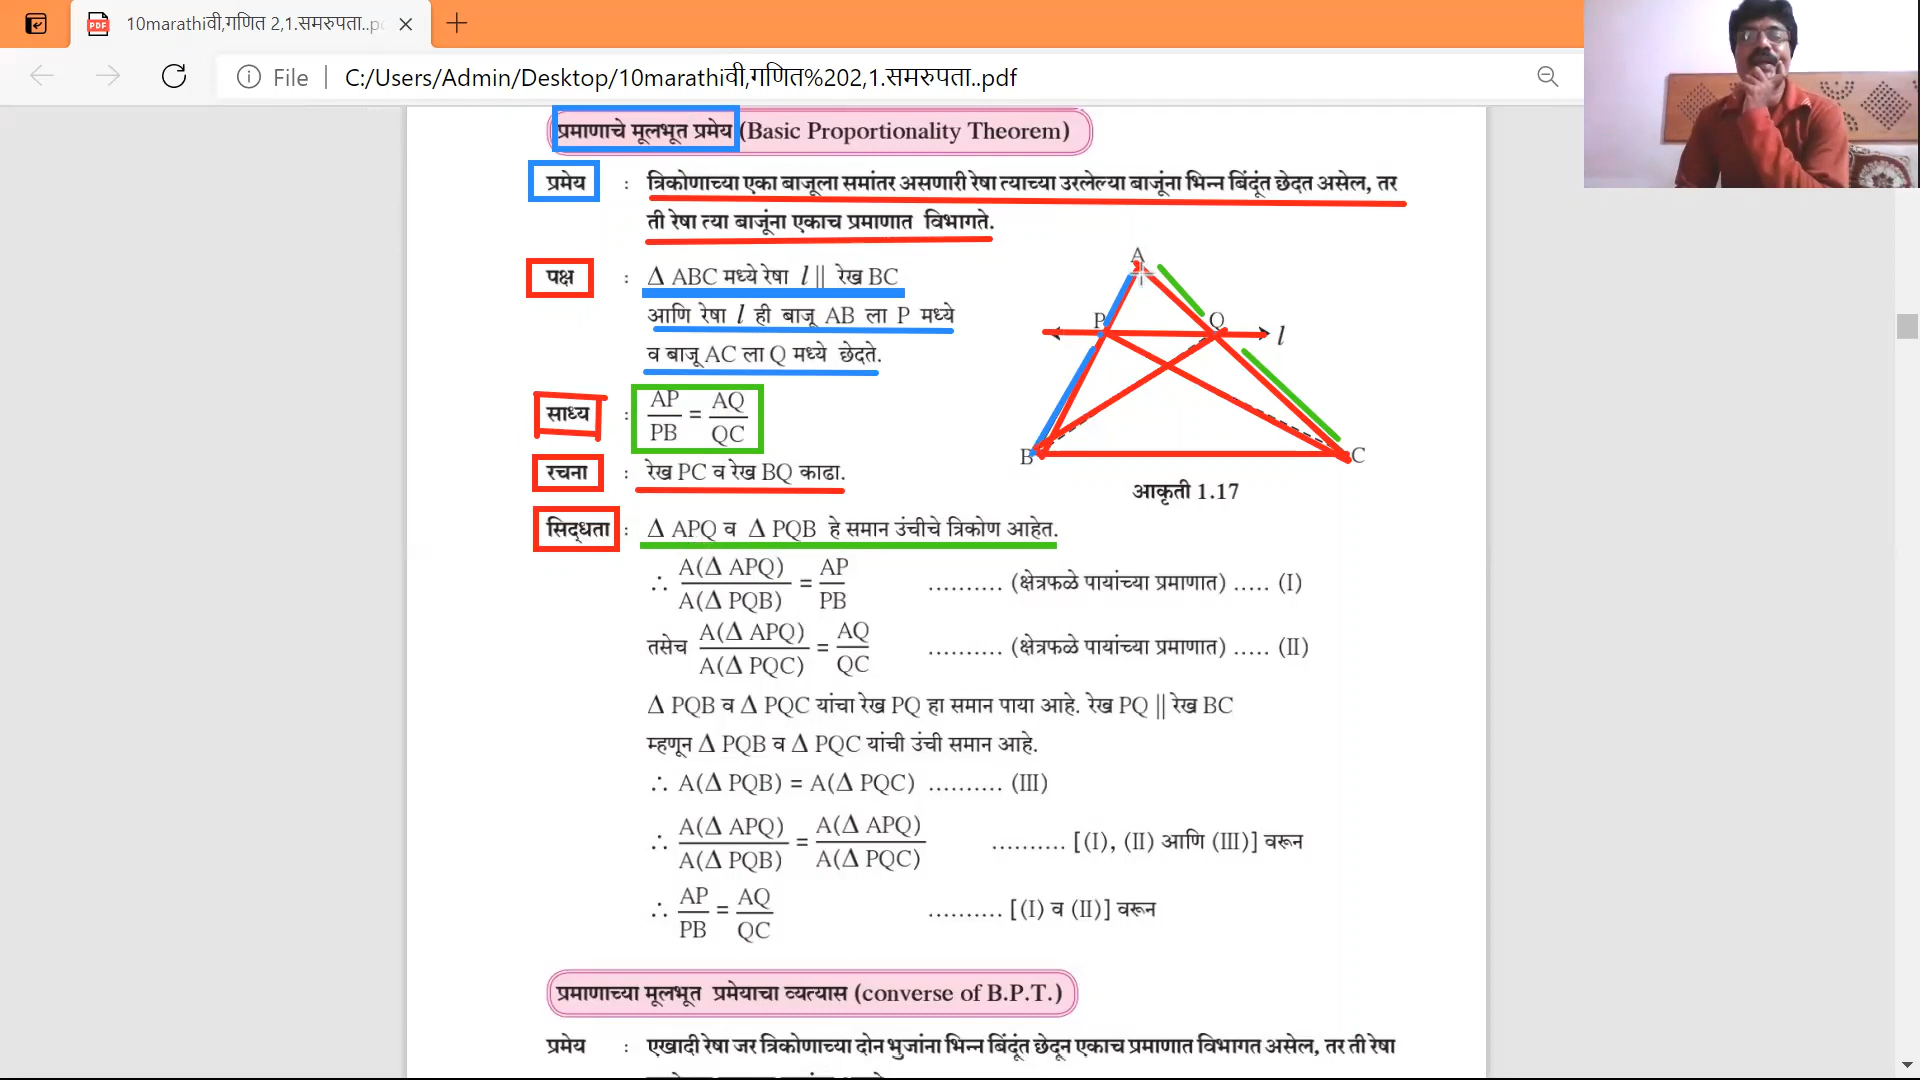 10marathiवी,गणित 2,1.समरुपता..pd
File | C:/Users/Admin/Desktop/10marathiवी,गणित%202,1.समरुपता..pdf
प्रमाणाचे मूलभूत प्रमेय (Basic Proportionality Theorem)
प्रमेय : त्रिकोणाच्या एका बाजूला समांतर असणारी रेषा त्याच्या उरलेल्या बाजूंना भिन्न बिंदूंत छेदत असेल, तर
ती रेषा त्या बाजूंना एकाच प्रमाणात विभागते.
पक्ष : Δ ABC मध्ये रेषा l || रेख BC
आणि रेषा l ही बाजू AB ला P मध्ये
व बाजू AC ला Q मध्ये छेदते.
साध्य : AP/PB = AQ/QC
रचना : रेख PC व रेख BQ काढा.
A
P Q l
B C
आकृती 1.17
सिद्धता : Δ APQ व Δ PQB हे समान उंचीचे त्रिकोण आहेत.
∴ A(Δ APQ)/A(Δ PQB) = AP/PB .......... (क्षेत्रफळे पायांच्या प्रमाणात) ..... (I)
तसेच A(Δ APQ)/A(Δ PQC) = AQ/QC .......... (क्षेत्रफळे पायांच्या प्रमाणात) ..... (II)
Δ PQB व Δ PQC यांचा रेख PQ हा समान पाया आहे. रेख PQ || रेख BC
म्हणून Δ PQB व Δ PQC यांची उंची समान आहे.
∴ A(Δ PQB) = A(Δ PQC) .......... (III)
∴ A(Δ APQ)/A(Δ PQB) = A(Δ APQ)/A(Δ PQC) .......... [(I), (II) आणि (III)] वरून
∴ AP/PB = AQ/QC .......... [(I) व (II)] वरून
प्रमाणाच्या मूलभूत प्रमेयाचा व्यत्यास (converse of B.P.T.)
प्रमेय : एखादी रेषा जर त्रिकोणाच्या दोन भुजांना भिन्न बिंदूंत छेदून एकाच प्रमाणात विभागत असेल, तर ती रेषा